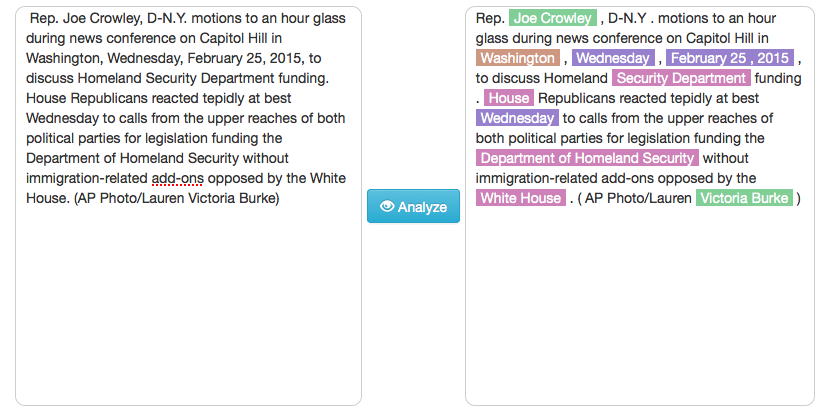 Rep. Joe Crowley, D-N.Y. motions to an hour glass
during news conference on Capitol Hill in
Washington, Wednesday, February 25, 2015, to
discuss Homeland Security Department funding.
House Republicans reacted tepidly at best
Wednesday to calls from the upper reaches of both
political parties for legislation funding the
Department of Homeland Security without
immigration-related add-ons opposed by the White
House. (AP Photo/Lauren Victoria Burke)
Analyze
Rep. Joe Crowley , D-N.Y . motions to an hour
glass during news conference on Capitol Hill in
Washington , Wednesday , February 25 , 2015 ,
to discuss Homeland Security Department funding
. House Republicans reacted tepidly at best
Wednesday to calls from the upper reaches of
both political parties for legislation funding the
Department of Homeland Security without
immigration-related add-ons opposed by the
White House . ( AP Photo/Lauren Victoria Burke )